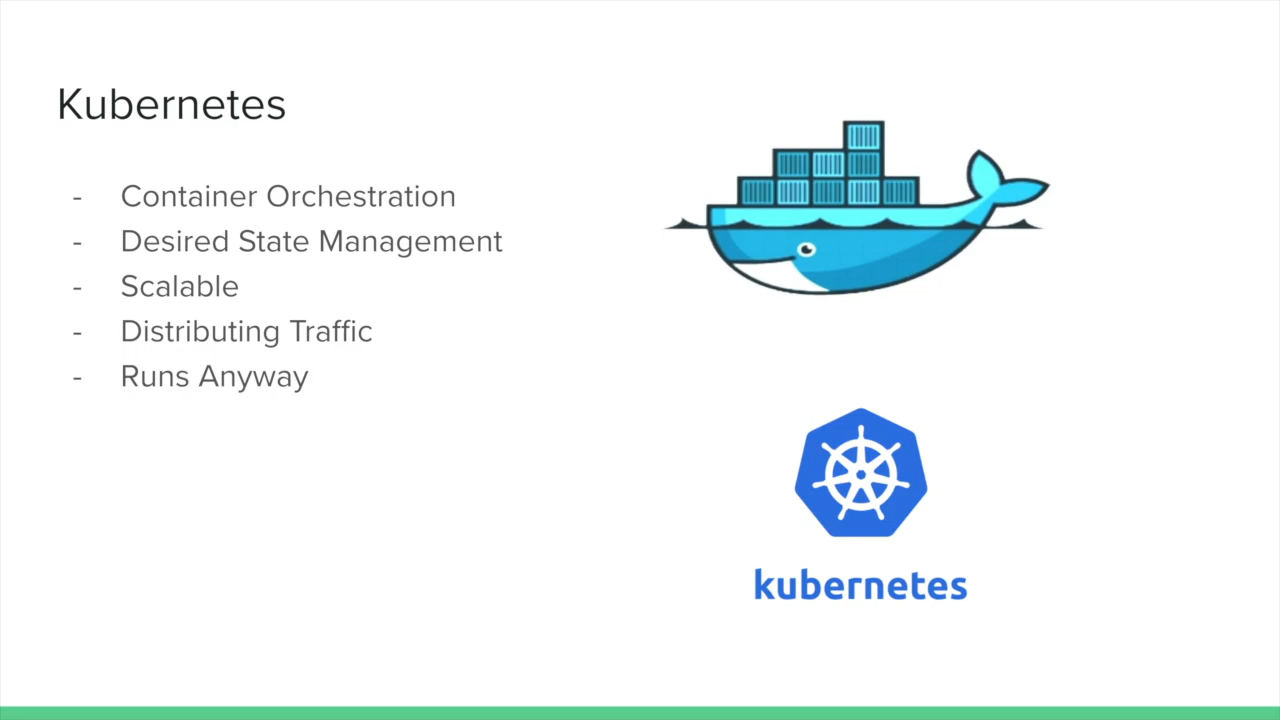 Kubernetes
- Container Orchestration
- Desired State Management
- Scalable
- Distributing Traffic
- Runs Anyway
kubernetes